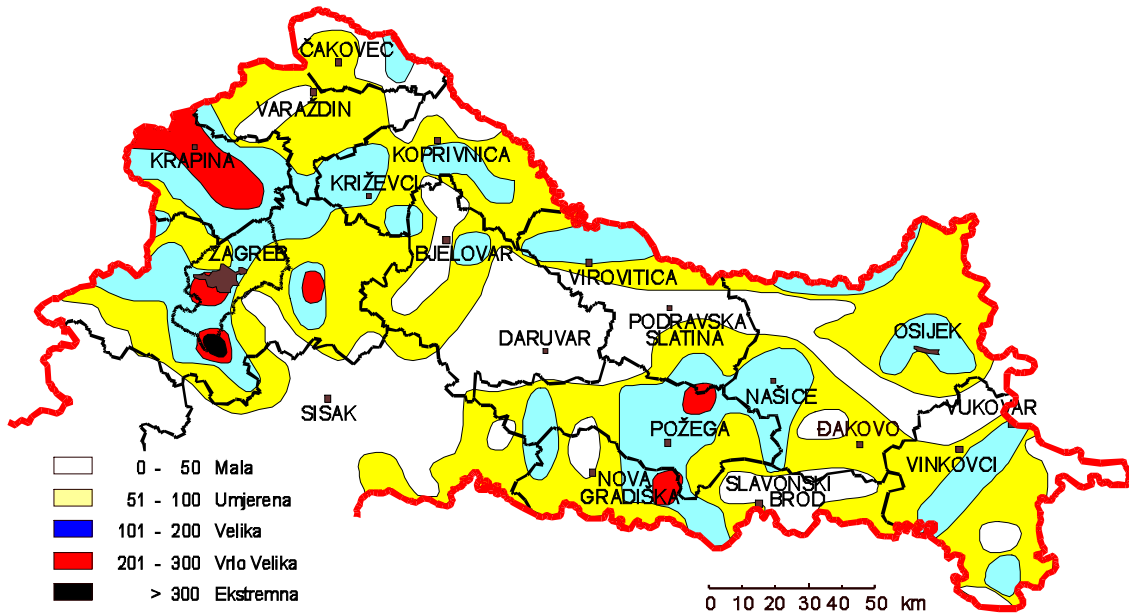 ČAKOVEC
VARAŽDIN
KRAPINA
KOPRIVNICA
KRIŽEVCI
ZAGREB
BJELOVAR
VIROVITICA
DARUVAR
PODRAVSKA
SLATINA
OSIJEK
SISAK
NAŠICE
VUKOVAR
POŽEGA
ĐAKOVO
VINKOVCI
NOVA
GRADIŠKA
SLAVONSKI
BROD
0 - 50 Mala
51 - 100 Umjerena
101 - 200 Velika
201 - 300 Vrlo Velika
> 300 Ekstremna
0 10 20 30 40 50 km